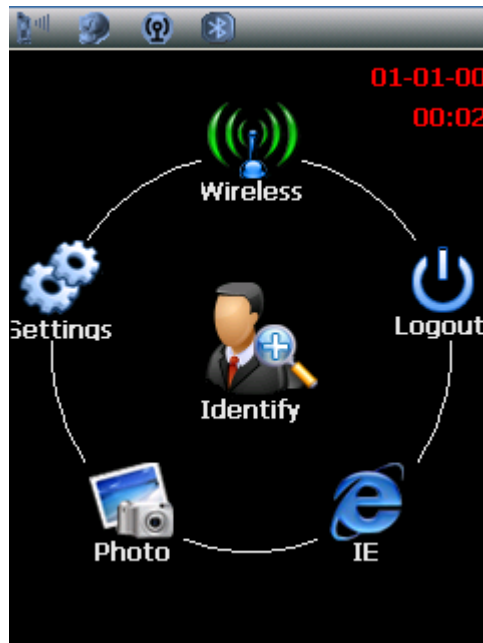 01-01-00
00:02
Wireless
Settings
Logout
Identify
Photo
IE